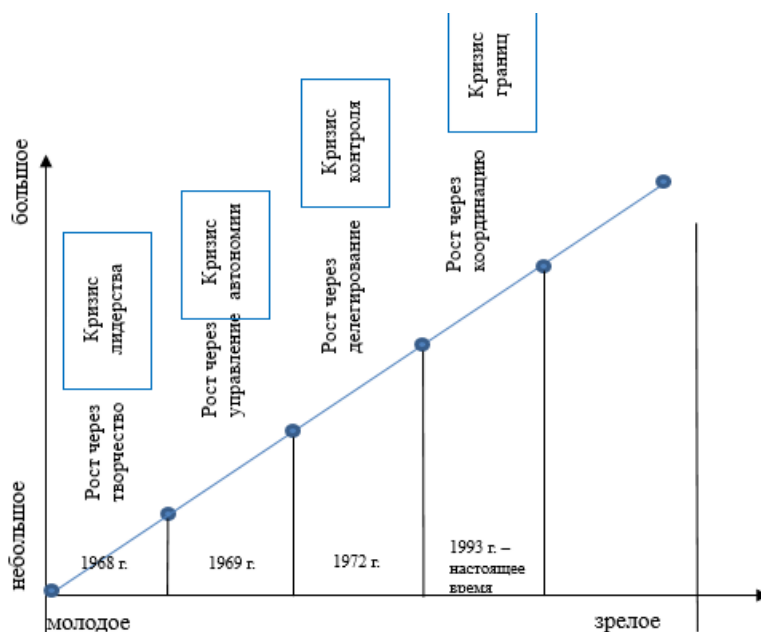 большое
небольшое
Кризис
лидерства
Рост через
творчество
Кризис
автономии
Рост через
управление
Кризис
контроля
Рост через
делегирование
Кризис
границ
Рост через
координацию
1968 г.
1969 г.
1972 г.
1993 г. –
настоящее
время
молодое
зрелое